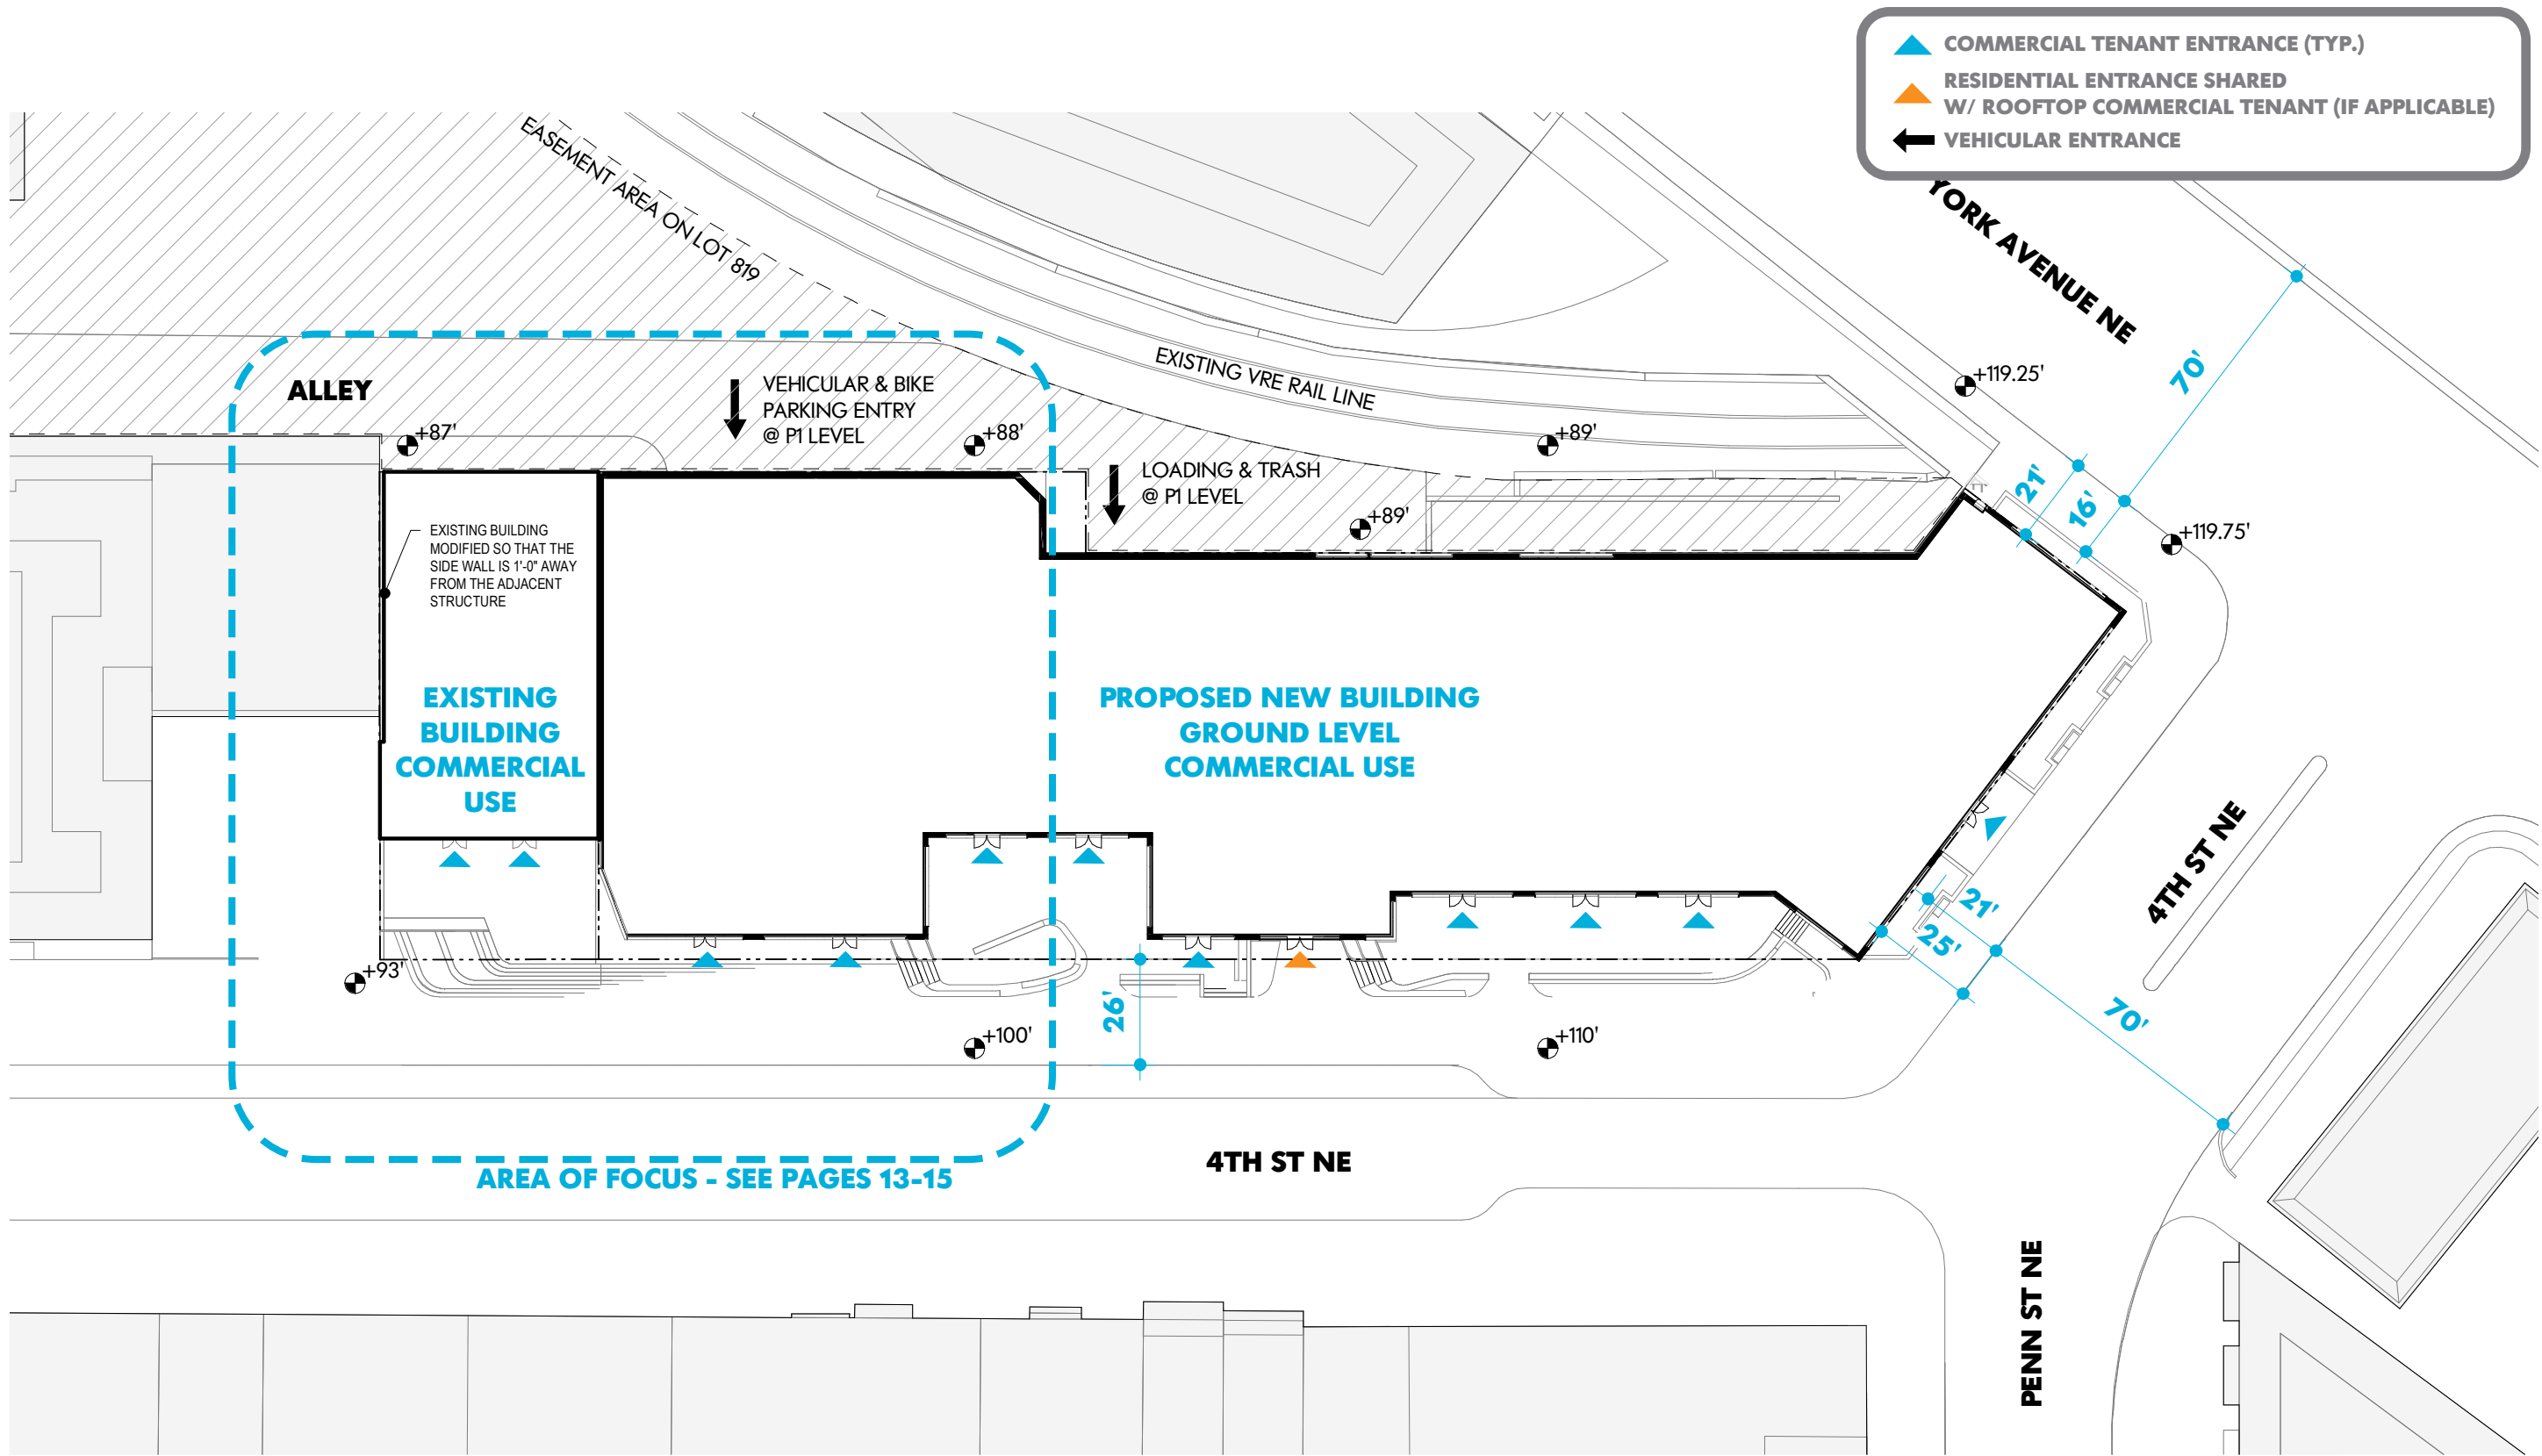 COMMERCIAL TENANT ENTRANCE (TYP.)
RESIDENTIAL ENTRANCE SHARED
W/ ROOFTOP COMMERCIAL TENANT (IF APPLICABLE)
VEHICULAR ENTRANCE
YORK AVENUE NE
EASEMENT AREA ON LOT 819
EXISTING VRE RAIL LINE
+119.25'
70'
ALLEY
VEHICULAR & BIKE
PARKING ENTRY
@ P1 LEVEL
+87'
+88'
+89'
LOADING & TRASH
@ P1 LEVEL
+89'
21'
16'
+119.75'
EXISTING BUILDING
MODIFIED SO THAT THE
SIDE WALL IS 1'-0" AWAY
FROM THE ADJACENT
STRUCTURE
EXISTING
BUILDING
COMMERCIAL
USE
PROPOSED NEW BUILDING
GROUND LEVEL
COMMERCIAL USE
4TH ST NE
21'
25'
70'
+93'
26'
+100'
+110'
4TH ST NE
AREA OF FOCUS - SEE PAGES 13-15
PENN ST NE